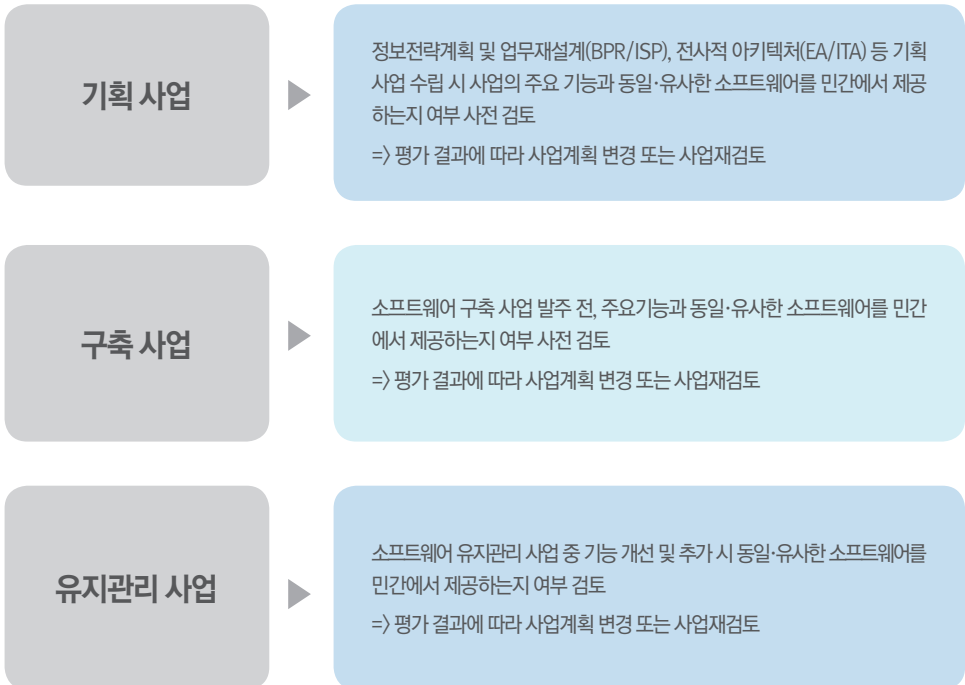 기획 사업
정보전략계획 및 업무재설계(BPR/ISP), 전사적 아키텍처(EA/ITA) 등 기획
사업 수립 시 사업의 주요 기능과 동일·유사한 소프트웨어를 민간에서 제공
하는지 여부 사전 검토
=> 평가 결과에 따라 사업계획 변경 또는 사업재검토
구축 사업
소프트웨어 구축 사업 발주 전, 주요기능과 동일·유사한 소프트웨어를 민간
에서 제공하는지 여부 사전 검토
=> 평가 결과에 따라 사업계획 변경 또는 사업재검토
유지관리 사업
소프트웨어 유지관리 사업 중 기능 개선 및 추가 시 동일·유사한 소프트웨어를
민간에서 제공하는지 여부 검토
=> 평가 결과에 따라 사업계획 변경 또는 사업재검토